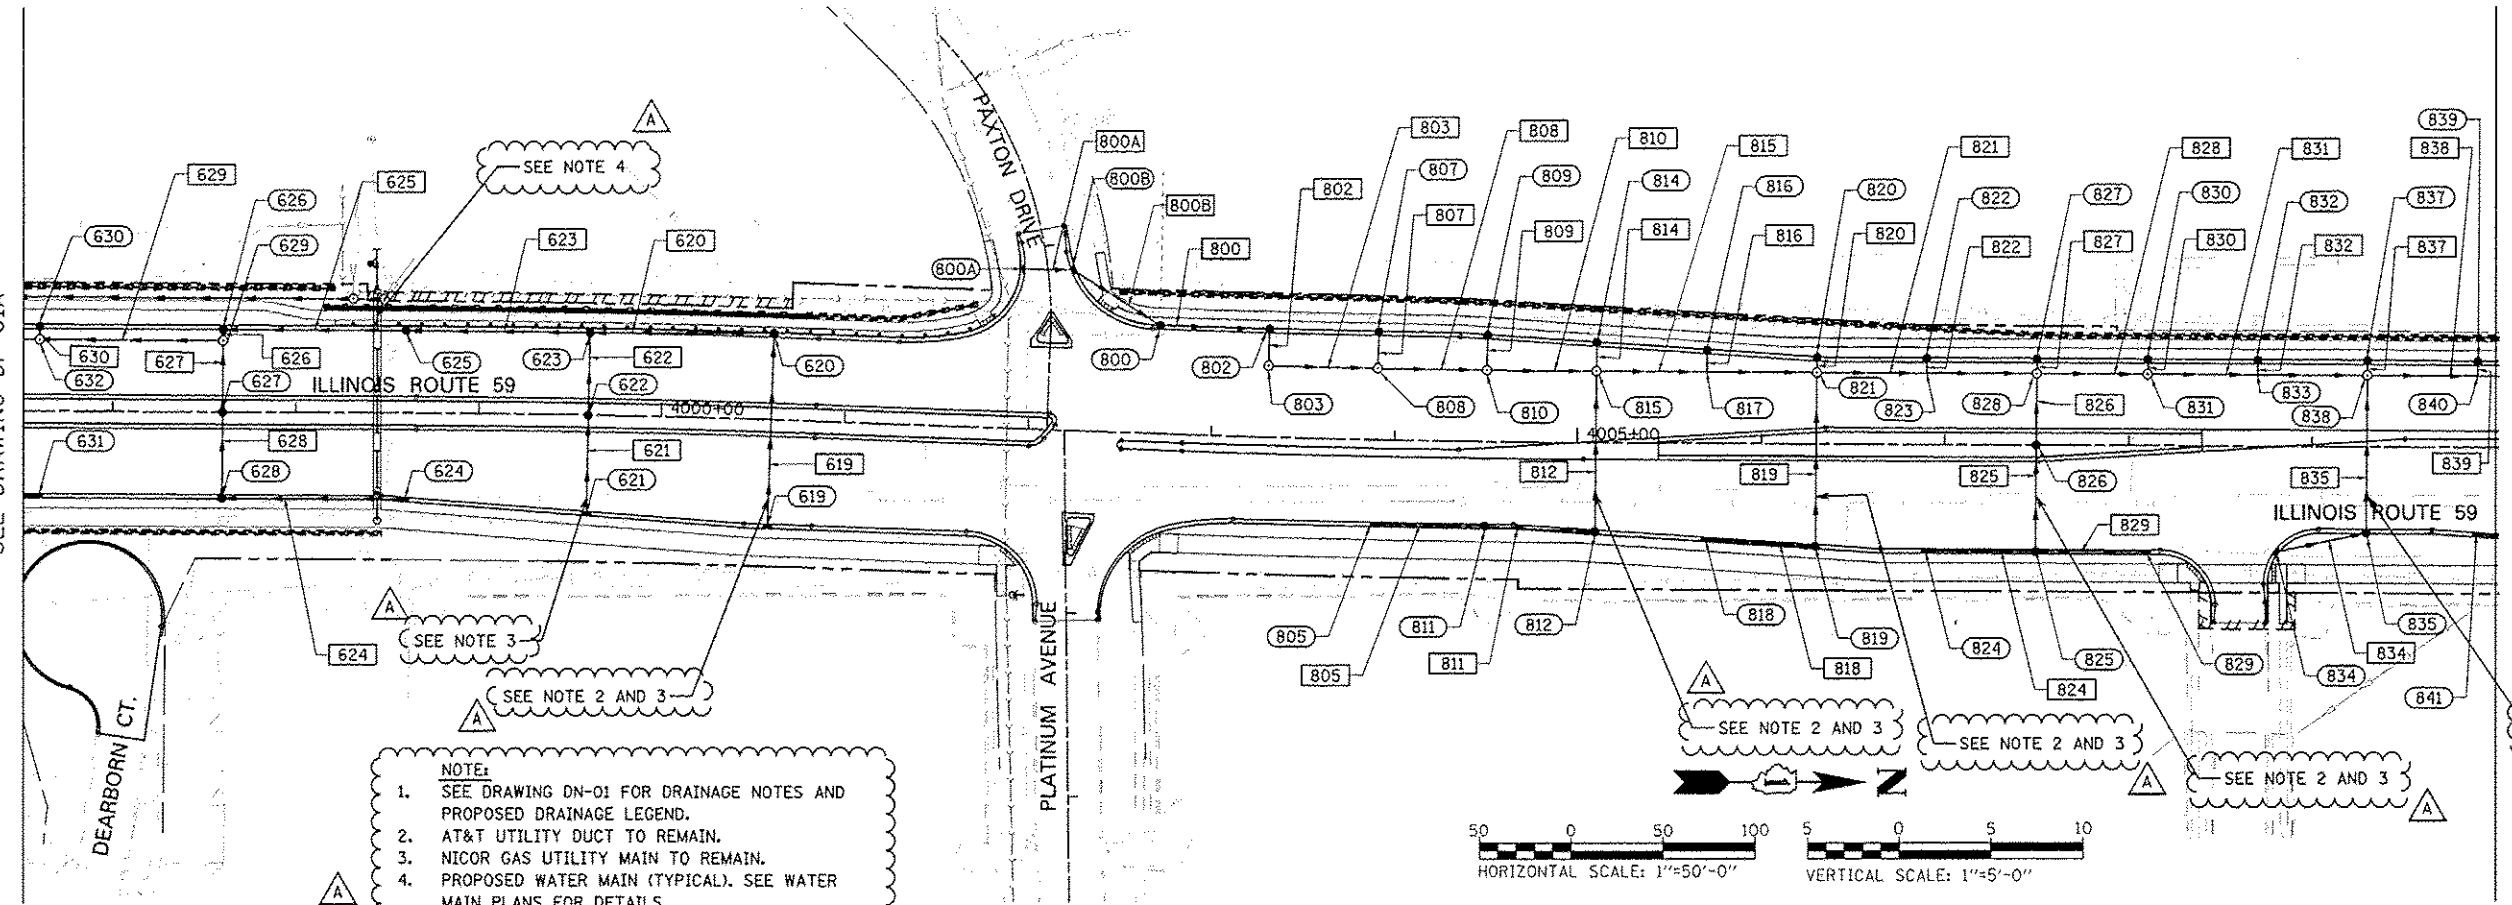 SEE NOTE 4
A
PAXTON DRIVE
800A
800B
800B
800A
800
800
629
626
625
630
629
623
620
630
627
626
625
623
622
620
632
627
ILLINOIS ROUTE 59
622
4000+00
631
628
628
624
621
621
619
619
624
A
SEE NOTE 3
SEE NOTE 2 AND 3
A
DEARBORN CT.
PLATINUM AVENUE
803
808
810
815
821
828
831
838
839
802
807
809
814
816
820
822
827
830
832
837
807
809
814
816
820
822
827
830
832
837
802
803
808
810
815
817
821
823
828
831
833
838
840
826
4005+00
812
819
825
826
835
839
ILLINOIS ROUTE 59
829
805
811
812
818
819
824
825
829
834
834
835
841
805
811
818
824
A
SEE NOTE 2 AND 3
SEE NOTE 2 AND 3
A
SEE NOTE 2 AND 3
A
NOTE:
1. SEE DRAWING DN-01 FOR DRAINAGE NOTES AND
PROPOSED DRAINAGE LEGEND.
2. AT&T UTILITY DUCT TO REMAIN.
3. NICOR GAS UTILITY MAIN TO REMAIN.
4. PROPOSED WATER MAIN (TYPICAL). SEE WATER
MAIN PLANS FOR DETAILS
A
N
50 0 50 100
HORIZONTAL SCALE: 1"=50'-0"
5 0 5 10
VERTICAL SCALE: 1"=5'-0"